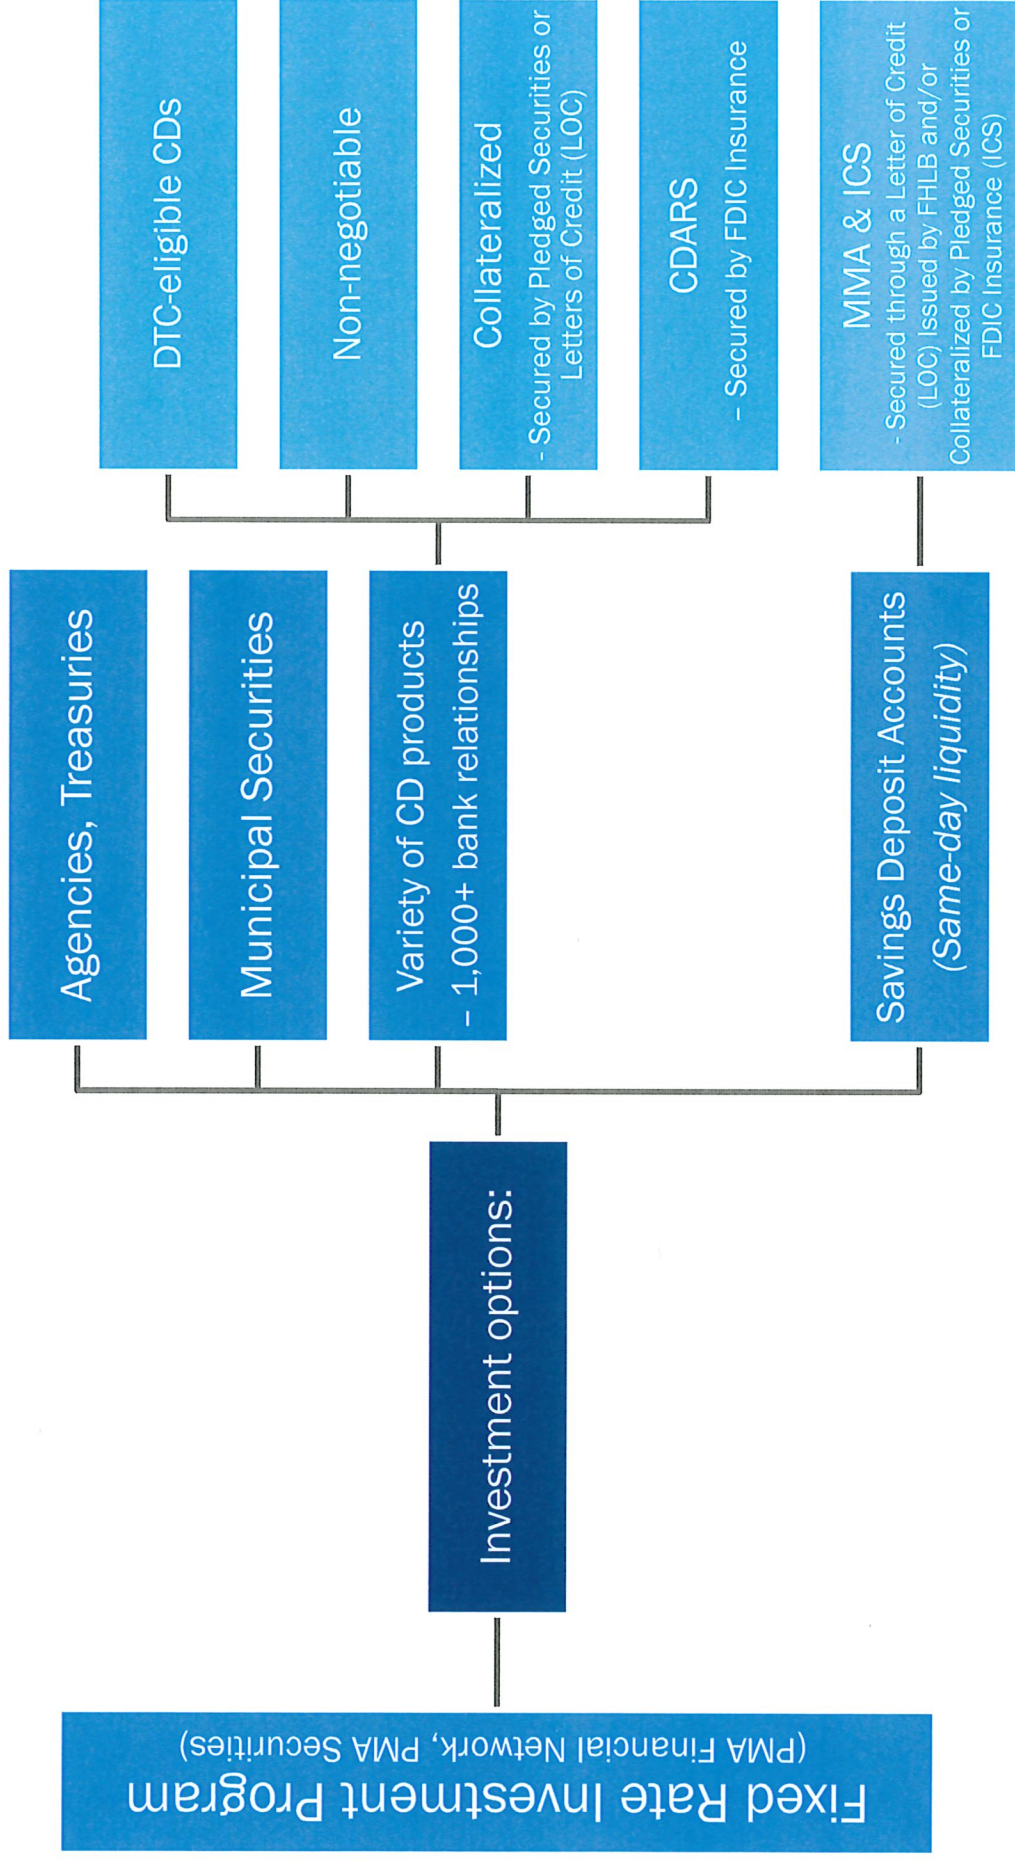 Fixed Rate Investment Program
(PMA Financial Network, PMA Securities)
Investment options:
Agencies, Treasuries
Municipal Securities
Variety of CD products
– 1,000+ bank relationships
Savings Deposit Accounts
(Same-day liquidity)
DTC-eligible CDs
Non-negotiable
Collateralized
- Secured by Pledged Securities or
Letters of Credit (LOC)
CDARS
– Secured by FDIC Insurance
MMA & ICS
- Secured through a Letter of Credit
(LOC) Issued by FHLB and/or
Collateralized by Pledged Securities or
FDIC Insurance (ICS)